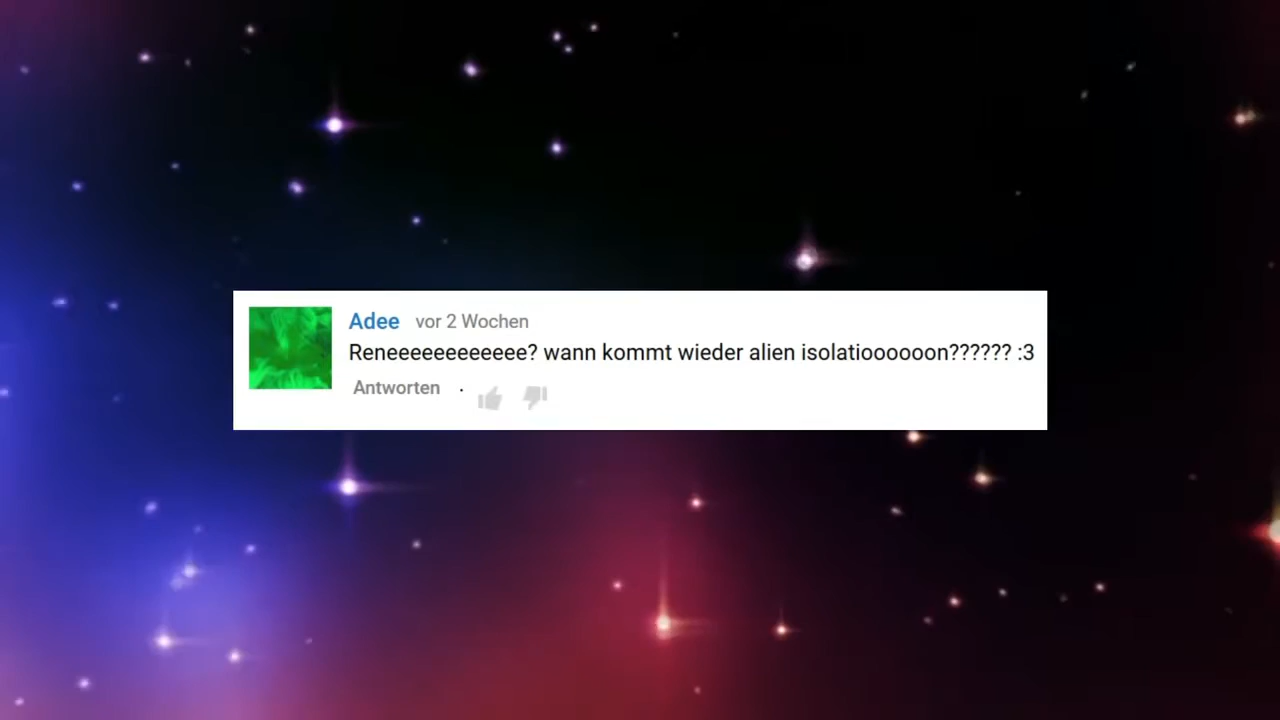 Adee vor 2 Wochen
Reneeeeeeeeeeee? wann kommt wieder alien isolatioooooon?????? :3
Antworten ·